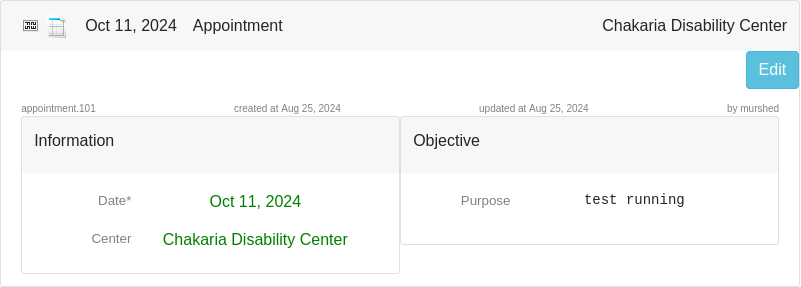 Oct 11, 2024 Appointment Chakaria Disability Center
Edit
appointment.101 created at Aug 25, 2024 updated at Aug 25, 2024 by murshed
Information
Date* Oct 11, 2024
Center Chakaria Disability Center
Objective
Purpose test running